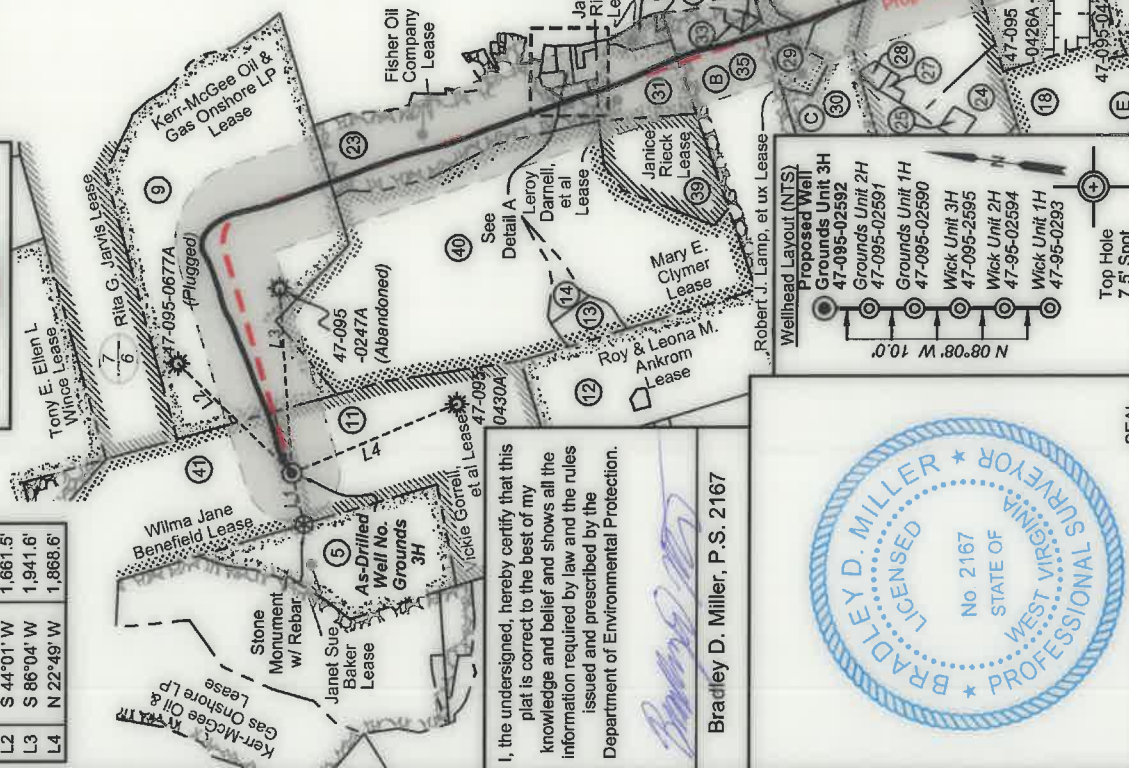 L2 S 44°01' W 1,661.5'
L3 S 86°04' W 1,941.6'
L4 N 22°49' W 1,868.6'
Tony E. Ellen L
Wince Lease
7
6
Rita G. Jarvis Lease
9
Kerr-McGee Oil &
Gas Onshore LP
Lease
Fisher Oil
Company
Lease
47-095-0677A
(Plugged)
23
41
Wilma Jane
Benefield Lease
L2
L3
L1
L4
47-095
-0247A
(Abandoned)
40
See
Detail A
Leroy
Darnell,
et al
Lease
31
33
B
35
29
C
30
28
27
25
24
47-095
0426A
18
E
Janice
Rieck
Lease
39
Mary E.
Clymer
Lease
14
13
11
12
Roy & Leona M.
Ankrom
Lease
47-095
0430A
ickie Gorrell,
et al Lease
5
As-Drilled
Well No.
Grounds
3H
Stone
Monument
w/ Rebar
Janet Sue
Baker
Lease
Kerr-McGee Oil &
Gas Onshore LP
Lease
Robert J. Lamp, et ux Lease
Wellhead Layout (NTS)
Proposed Well
Grounds Unit 3H
47-095-02592
Grounds Unit 2H
47-095-02591
Grounds Unit 1H
47-095-02590
Wick Unit 3H
47-095-2595
Wick Unit 2H
47-95-02594
Wick Unit 1H
47-95-0293
N 08°08' W 10.0'
N
Top Hole
7.5' Spot
I, the undersigned, hereby certify that this
plat is correct to the best of my
knowledge and belief and shows all the
information required by law and the rules
issued and prescribed by the
Department of Environmental Protection.
Bradley D. Miller, P.S. 2167
BRADLEY D. MILLER
LICENSED
No. 2167
STATE OF
WEST VIRGINIA
PROFESSIONAL SURVEYOR
SEAL